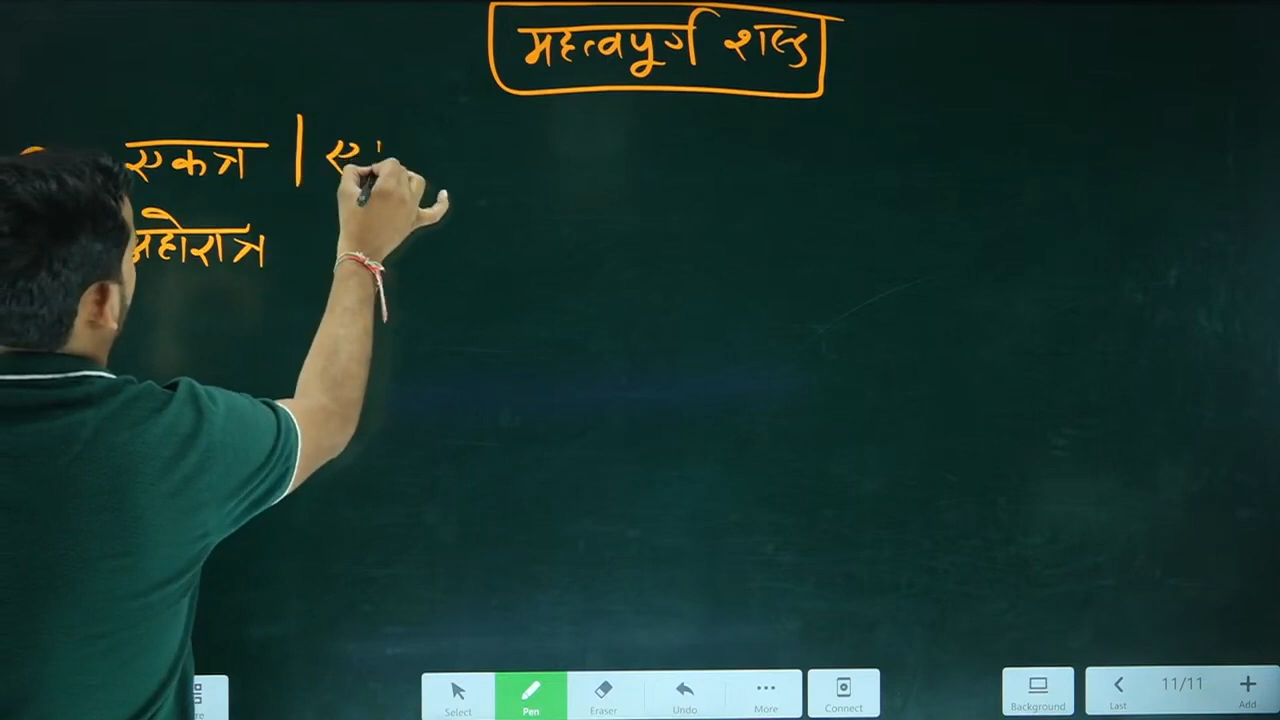 महत्वपूर्ण शब्द
एकत्र | ए
अहोरात्र
Select
Pen
Eraser
Undo
More
Connect
Background
Last
11/11
Add